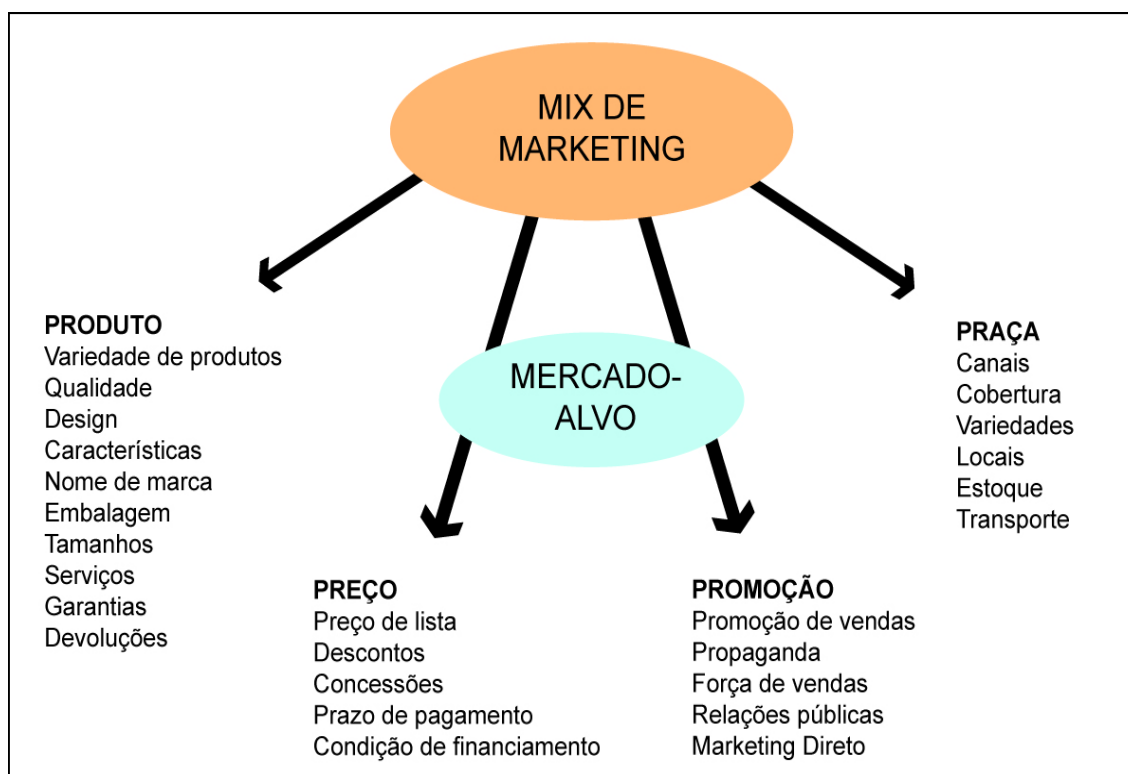 MIX DE
MARKETING
MERCADO-
ALVO
PRODUTO
Variedade de produtos
Qualidade
Design
Características
Nome de marca
Embalagem
Tamanhos
Serviços
Garantias
Devoluções
PREÇO
Preço de lista
Descontos
Concessões
Prazo de pagamento
Condição de financiamento
PROMOÇÃO
Promoção de vendas
Propaganda
Força de vendas
Relações públicas
Marketing Direto
PRAÇA
Canais
Cobertura
Variedades
Locais
Estoque
Transporte